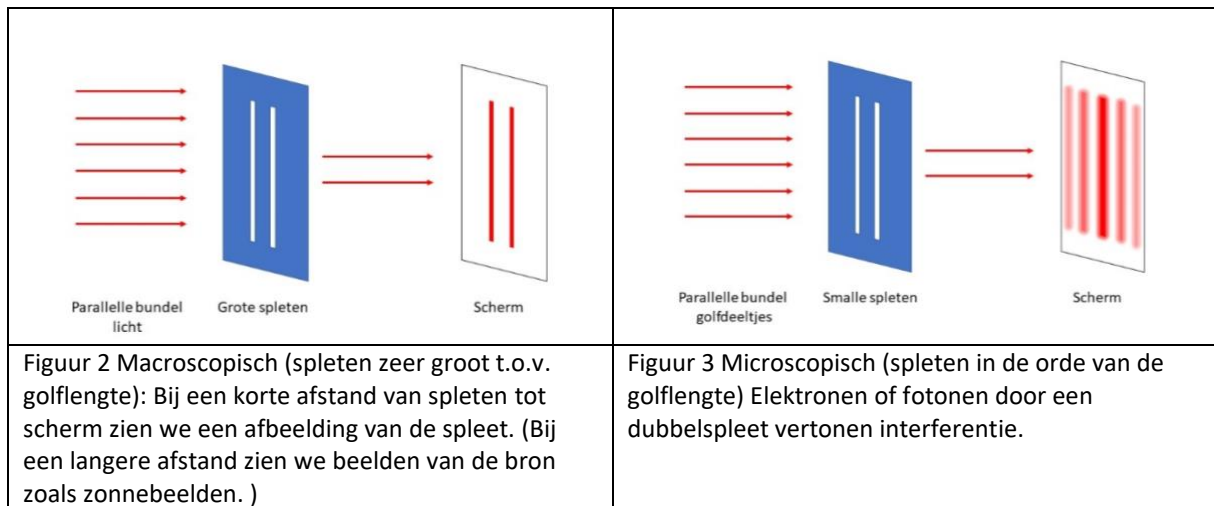 Parallelle bundel
licht
Grote spleten
Scherm
Parallelle bundel
golfdeeltjes
Smalle spleten
Scherm
Figuur 2 Macroscopisch (spleten zeer groot t.o.v.
golflengte): Bij een korte afstand van spleten tot
scherm zien we een afbeelding van de spleet. (Bij
een langere afstand zien we beelden van de bron
zoals zonnebeelden. )
Figuur 3 Microscopisch (spleten in de orde van de
golflengte) Elektronen of fotonen door een
dubbelspleet vertonen interferentie.